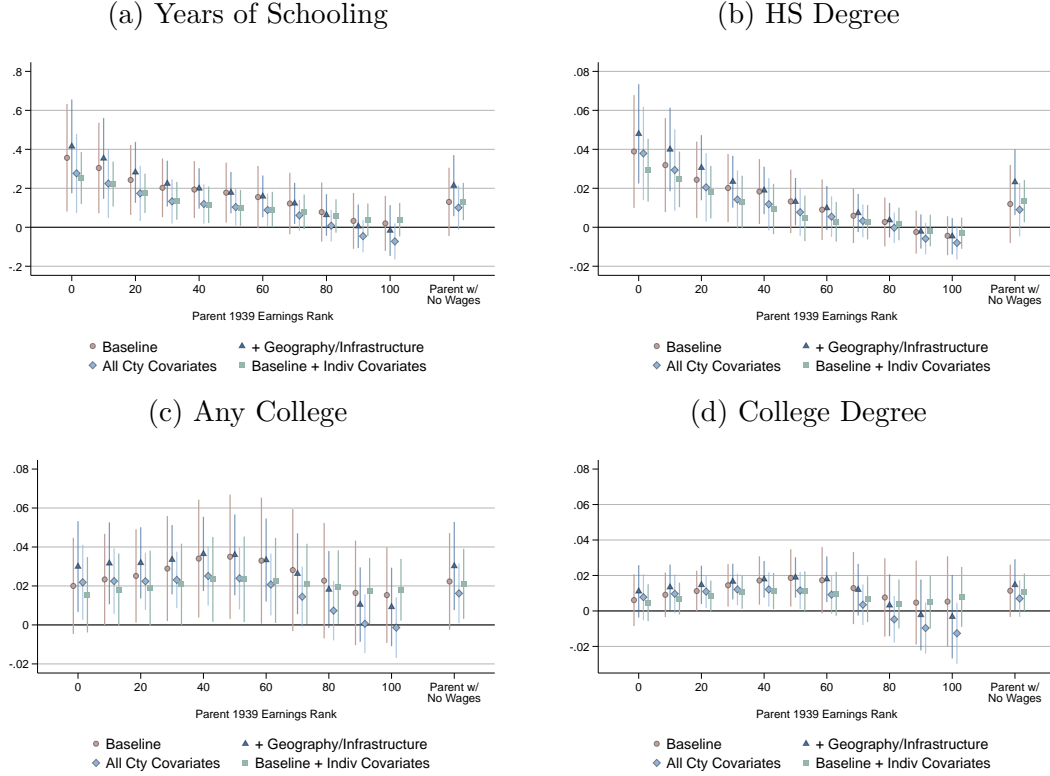 (a) Years of Schooling
.8
.6
.4
.2
0
-.2
0 20 40 60 80 100 Parent w/
No Wages
Parent 1939 Earnings Rank
Baseline + Geography/Infrastructure
All Cty Covariates Baseline + Indiv Covariates
(b) HS Degree
.08
.06
.04
.02
0
-.02
0 20 40 60 80 100 Parent w/
No Wages
Parent 1939 Earnings Rank
Baseline + Geography/Infrastructure
All Cty Covariates Baseline + Indiv Covariates
(c) Any College
.08
.06
.04
.02
0
-.02
0 20 40 60 80 100 Parent w/
No Wages
Parent 1939 Earnings Rank
Baseline + Geography/Infrastructure
All Cty Covariates Baseline + Indiv Covariates
(d) College Degree
.08
.06
.04
.02
0
-.02
0 20 40 60 80 100 Parent w/
No Wages
Parent 1939 Earnings Rank
Baseline + Geography/Infrastructure
All Cty Covariates Baseline + Indiv Covariates